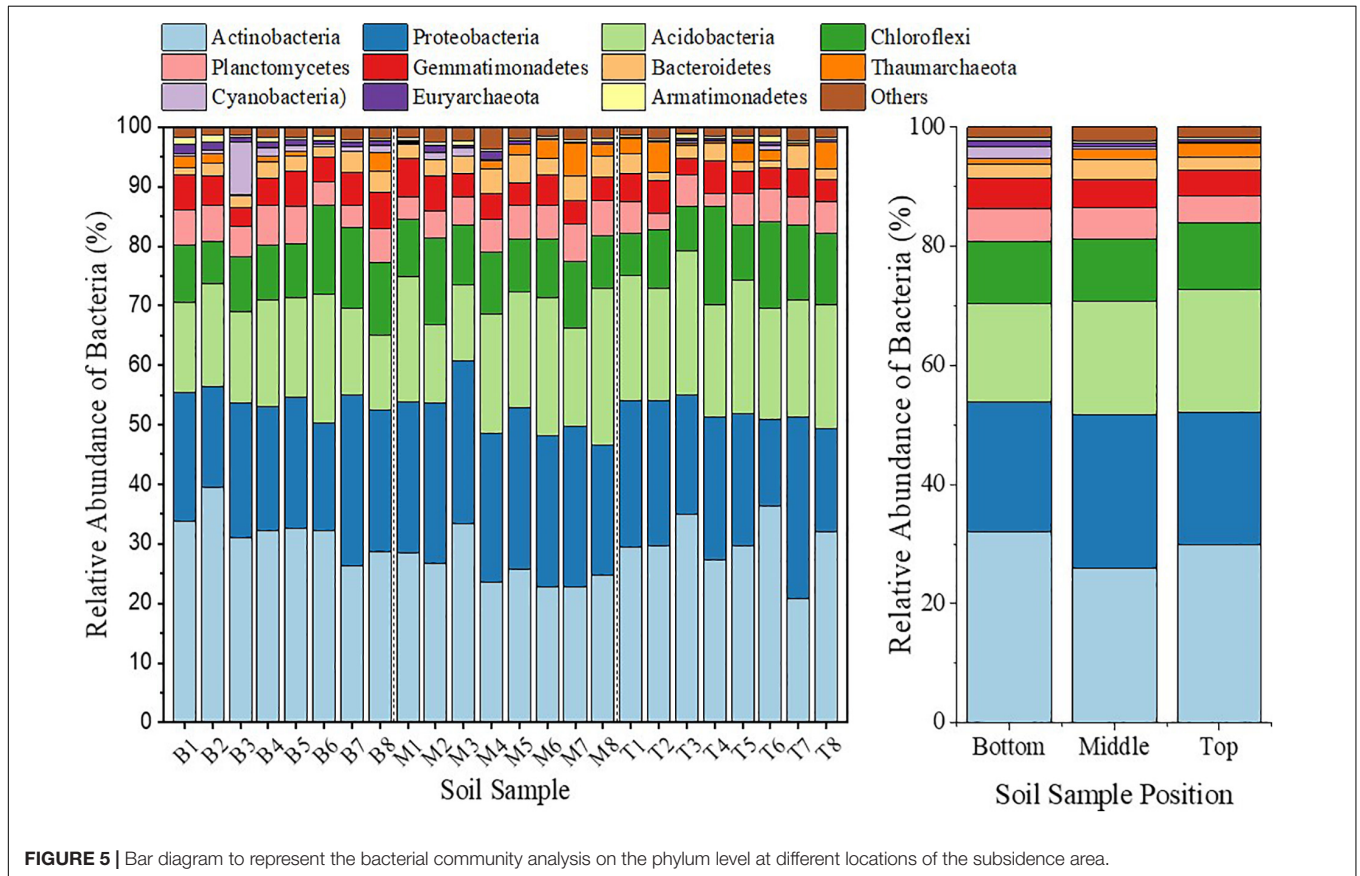 Actinobacteria Proteobacteria Acidobacteria Chloroflexi
Planctomycetes Gemmatimonadetes Bacteroidetes Thaumarchaeota
Cyanobacteria) Euryarchaeota Armatimonadetes Others
Relative Abundance of Bacteria (%)
100
90
80
70
60
50
40
30
20
10
0
B1 B2 B3 B4 B5 B6 B7 B8 M1 M2 M3 M4 M5 M6 M7 M8 T1 T2 T3 T4 T5 T6 T7 T8
Soil Sample
Relative Abundance of Bacteria (%)
100
80
60
40
20
0
Bottom Middle Top
Soil Sample Position
FIGURE 5 | Bar diagram to represent the bacterial community analysis on the phylum level at different locations of the subsidence area.